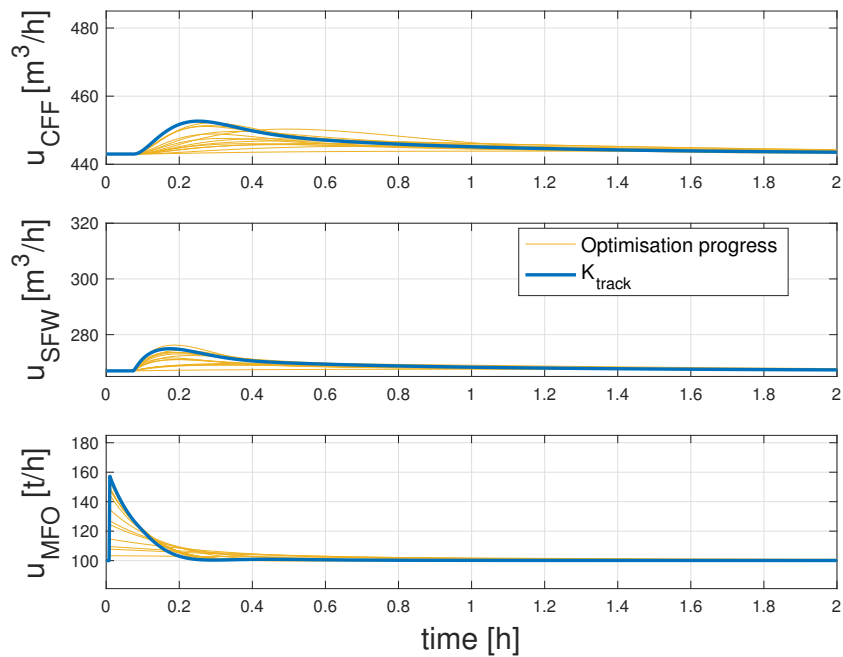 480
460
440
u_CFF [m^3/h]
0 0.2 0.4 0.6 0.8 1 1.2 1.4 1.6 1.8 2
320
300
280
u_SFW [m^3/h]
Optimisation progress
K_track
0 0.2 0.4 0.6 0.8 1 1.2 1.4 1.6 1.8 2
180
160
140
120
100
u_MFO [t/h]
0 0.2 0.4 0.6 0.8 1 1.2 1.4 1.6 1.8 2
time [h]